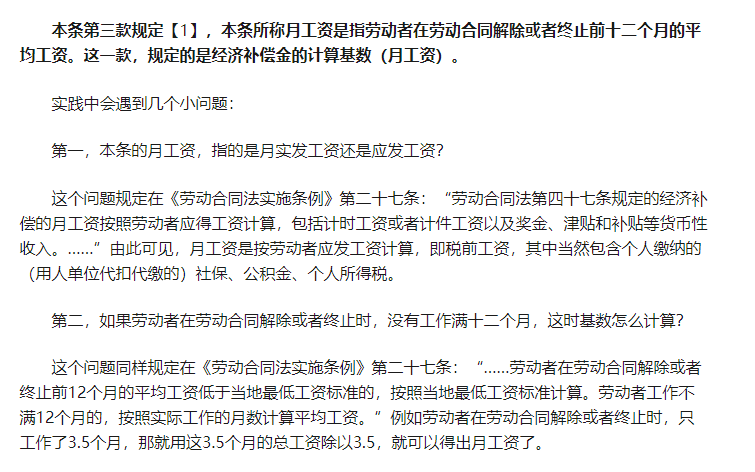 本条第三款规定【1】，本条所称月工资是指劳动者在劳动合同解除或者终止前十二个月的平
均工资。这一款，规定的是经济补偿金的计算基数（月工资）。
实践中会遇到几个小问题：
第一，本条的月工资，指的是月实发工资还是应发工资？
这个问题规定在《劳动合同法实施条例》第二十七条：“劳动合同法第四十七条规定的经济补
偿的月工资按照劳动者应得工资计算，包括计时工资或者计件工资以及奖金、津贴和补贴等货币性
收入。……”由此可见，月工资是按劳动者应发工资计算，即税前工资，其中当然包含个人缴纳的
（用人单位代扣代缴的）社保、公积金、个人所得税。
第二，如果劳动者在劳动合同解除或者终止时，没有工作满十二个月，这时基数怎么计算？
这个问题同样规定在《劳动合同法实施条例》第二十七条：“……劳动者在劳动合同解除或者
终止前12个月的平均工资低于当地最低工资标准的，按照当地最低工资标准计算。劳动者工作不
满12个月的，按照实际工作的月数计算平均工资。”例如劳动者在劳动合同解除或者终止时，只
工作了3.5个月，那就用这3.5个月的总工资除以3.5，就可以得出月工资了。